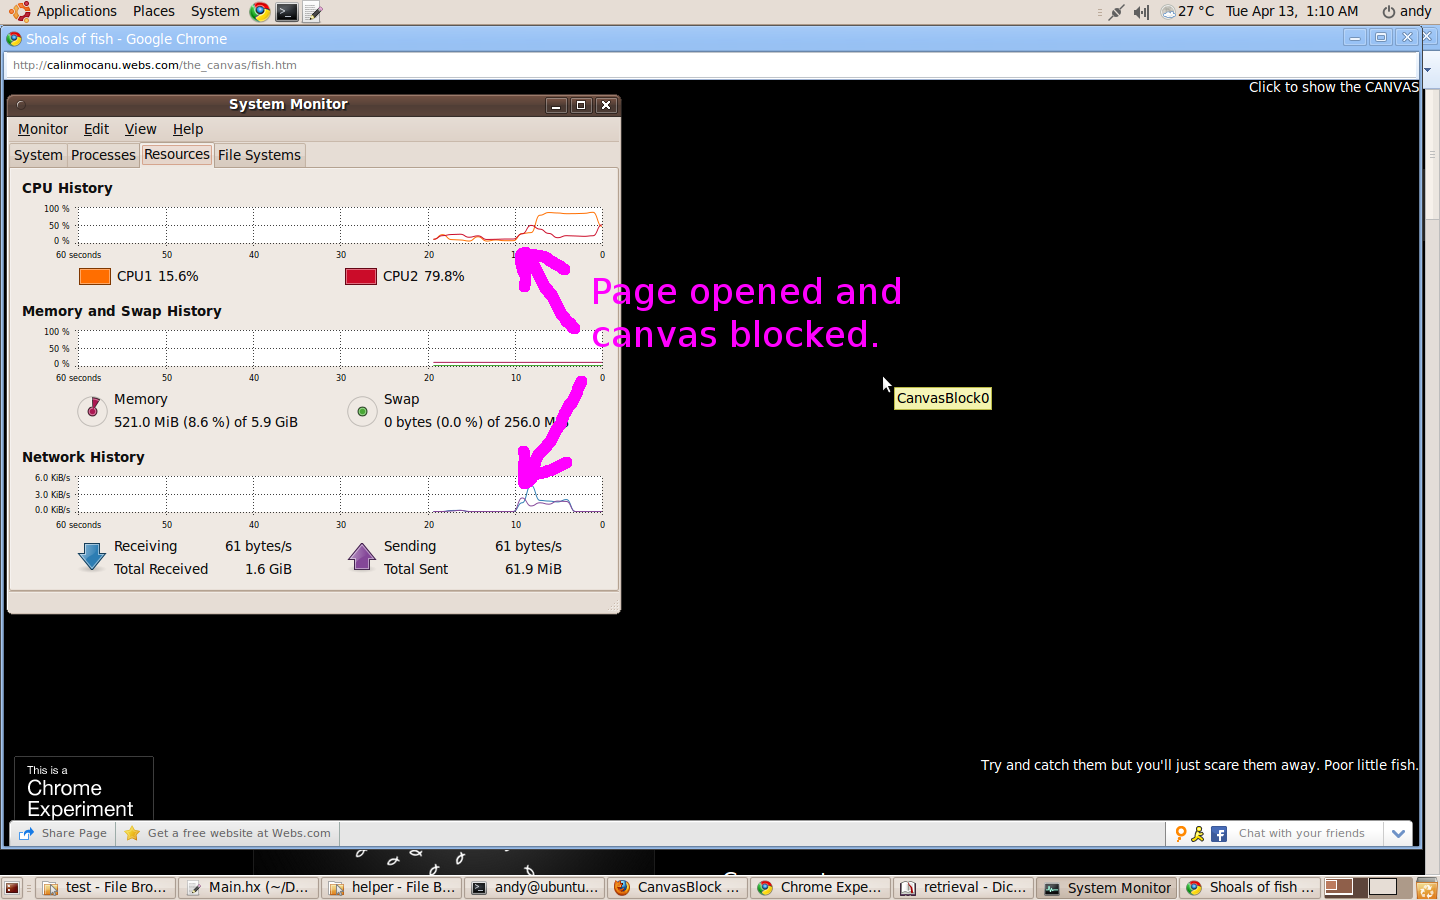 Applications Places System 27 °C Tue Apr 13, 1:10 AM andy
Shoals of fish - Google Chrome
http://calinmocanu.webs.com/the_canvas/fish.htm
Click to show the CANVAS
System Monitor
Monitor Edit View Help
System Processes Resources File Systems
CPU History
100 %
50 %
0 %
60 seconds 50 40 30 20 0
CPU1 15.6% CPU2 79.8%
Page opened and
canvas blocked.
Memory and Swap History
100 %
50 %
0 %
60 seconds 50 40 30 20 10 0
Memory Swap
521.0 MiB (8.6 %) of 5.9 GiB 0 bytes (0.0 %) of 256.0
CanvasBlock0
Network History
6.0 KiB/s
3.0 KiB/s
0.0 KiB/s
60 seconds 50 40 30 20 10 0
Receiving 61 bytes/s Sending 61 bytes/s
Total Received 1.6 GiB Total Sent 61.9 MiB
Try and catch them but you'll just scare them away. Poor little fish.
This is a
Chrome
Experiment
Share Page Get a free website at Webs.com Chat with your friends
test - File Bro... Main.hx (~/D... helper - File B... andy@ubuntu... CanvasBlock ... Chrome Expe... retrieval - Dic... System Monitor Shoals of fish ...